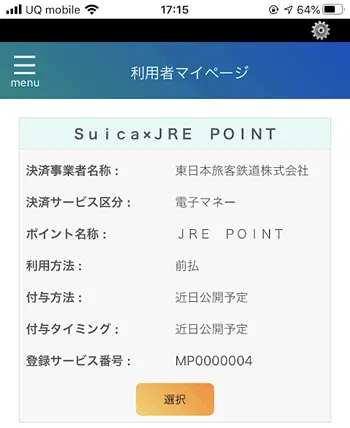 UQ mobile 17:15 64%
menu 利用者マイページ
Suica×JRE POINT
決済事業者名称： 東日本旅客鉄道株式会社
決済サービス区分： 電子マネー
ポイント名称： ＪＲＥ ＰＯＩＮＴ
利用方法： 前払
付与方法： 近日公開予定
付与タイミング： 近日公開予定
登録サービス番号： MP0000004
選択